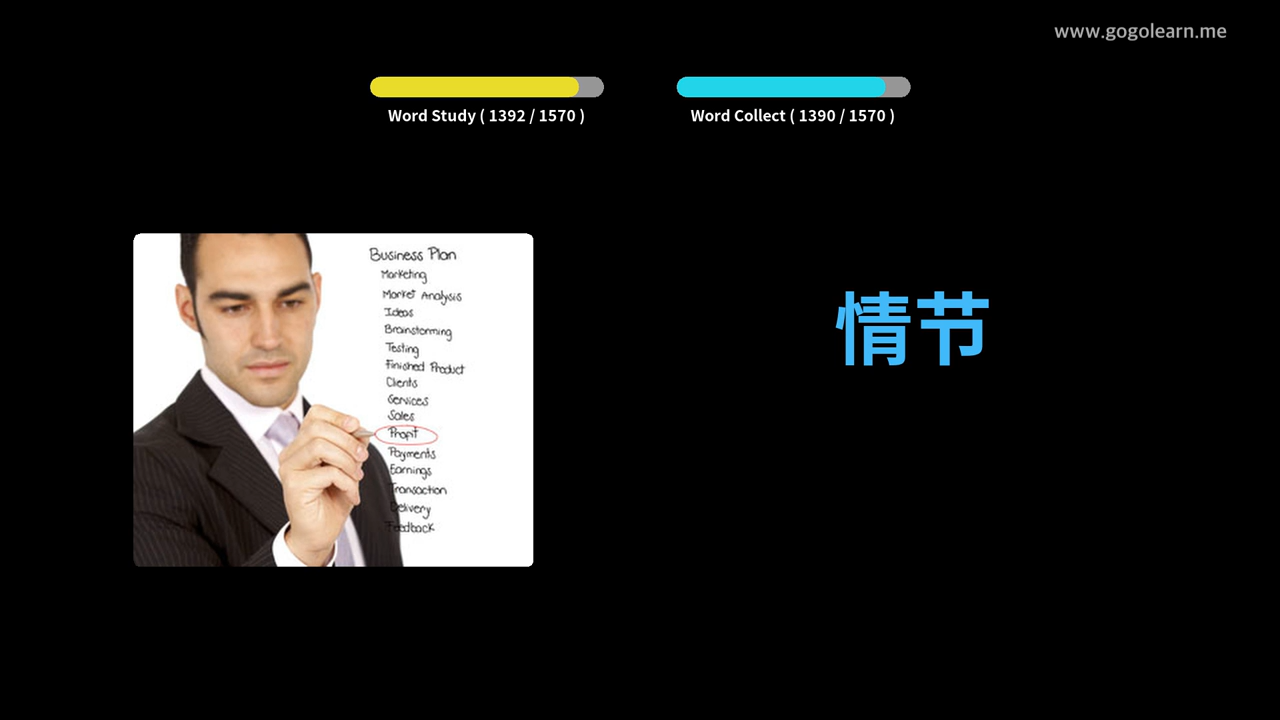 www.gogolearn.me
Word Study ( 1392 / 1570 )
Word Collect ( 1390 / 1570 )
Business Plan
Marketing
Market Analysis
Ideas
Brainstorming
Testing
Finished Product
Clients
Services
Sales
Profit
Payments
Earnings
Transaction
Delivery
Feedback
情节